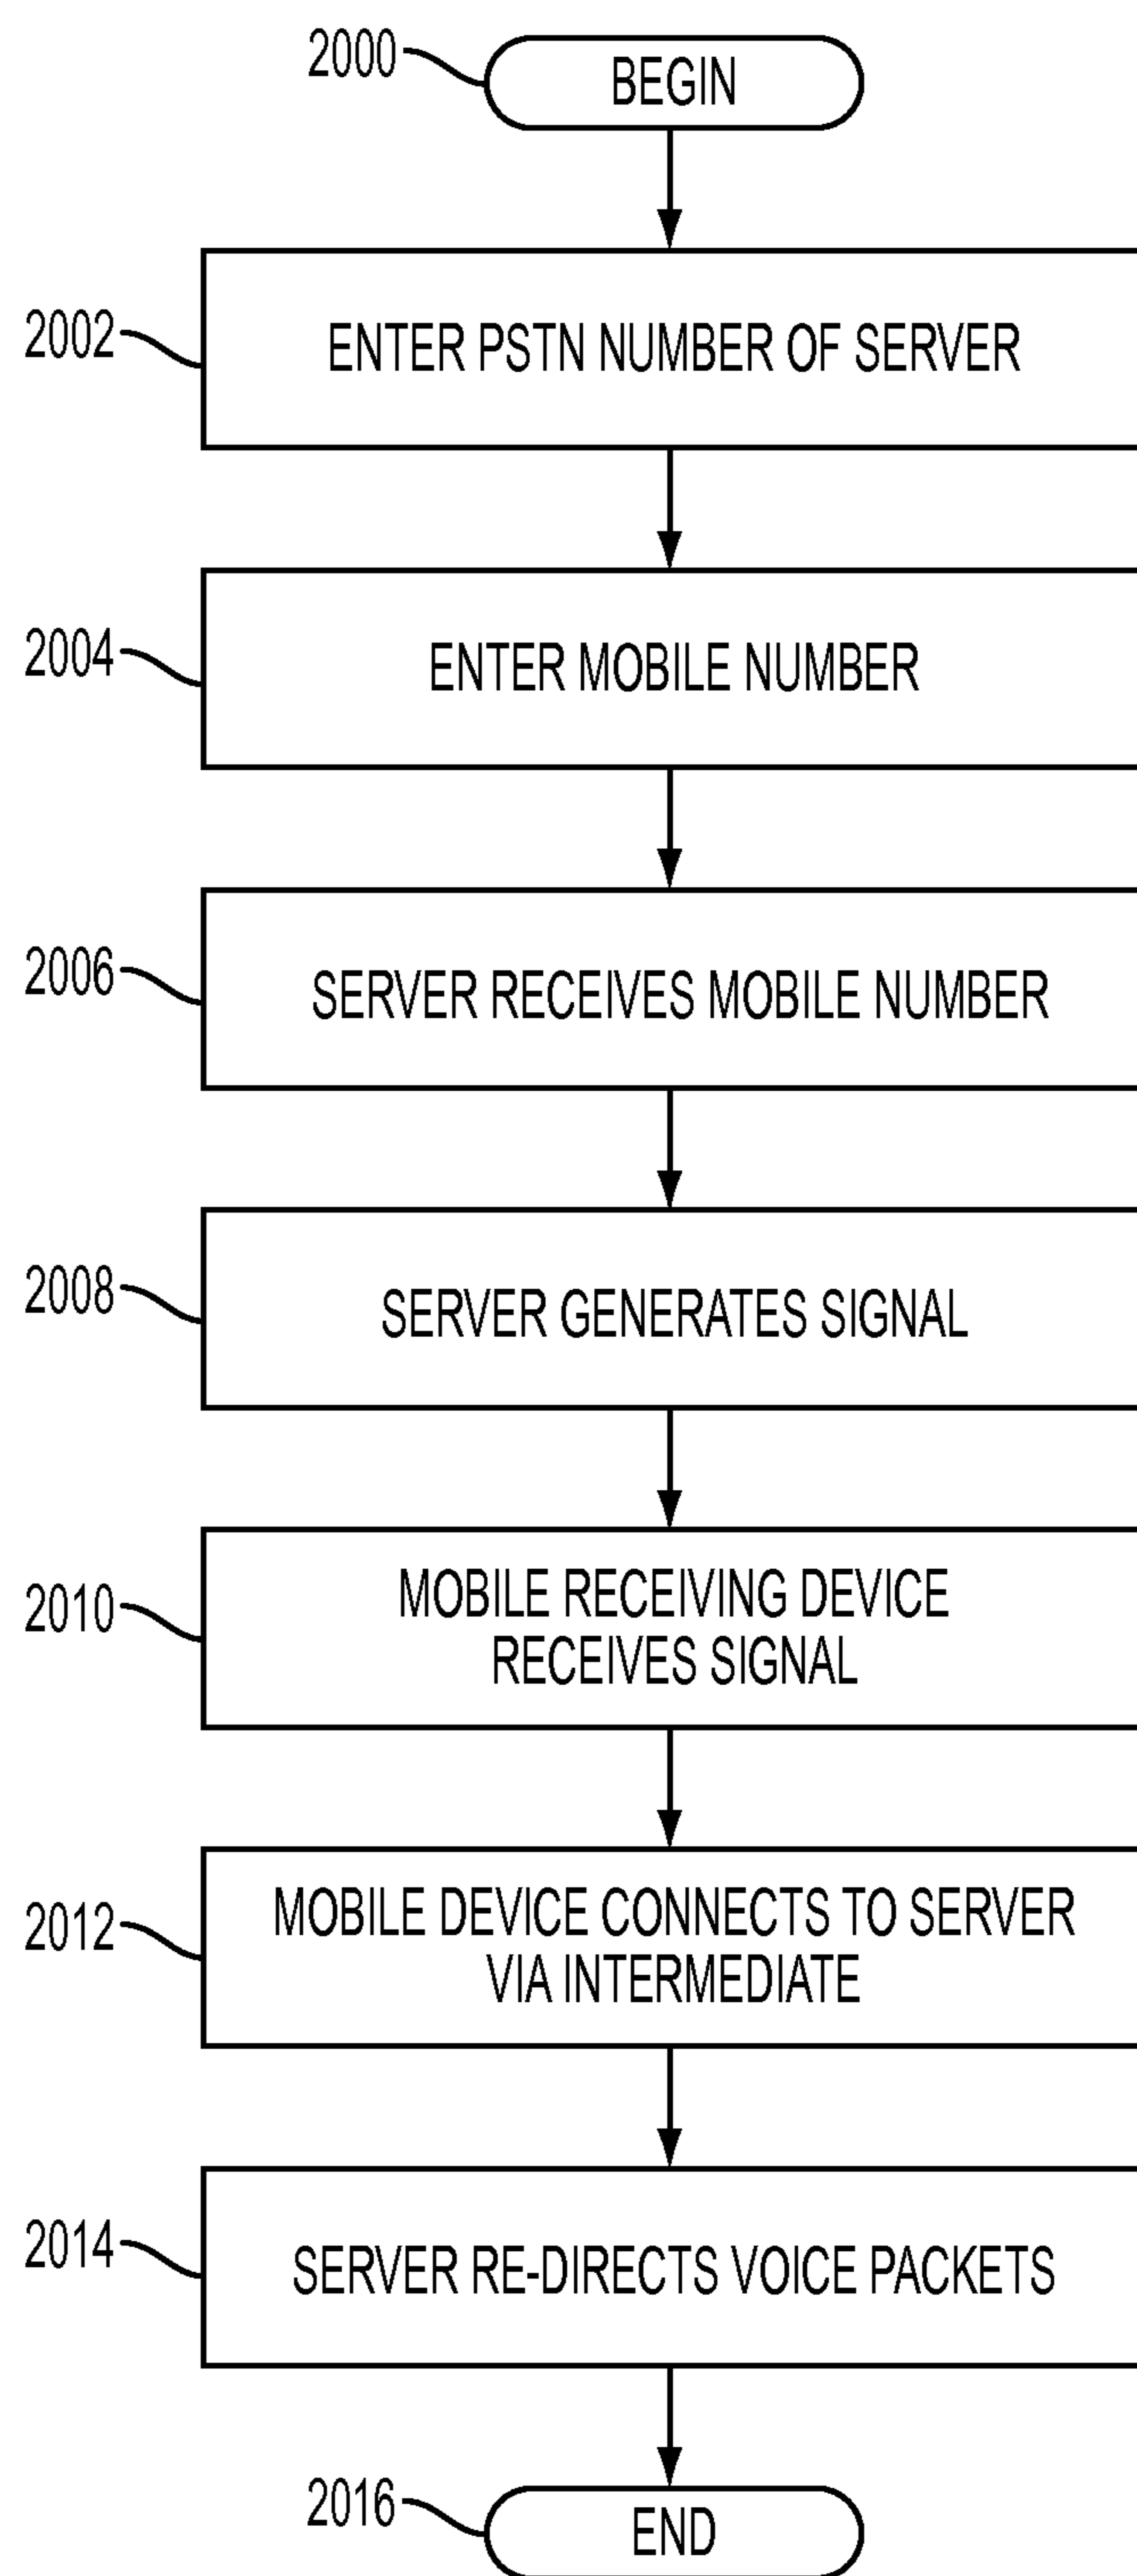 2000
BEGIN
2002
ENTER PSTN NUMBER OF SERVER
2004
ENTER MOBILE NUMBER
2006
SERVER RECEIVES MOBILE NUMBER
2008
SERVER GENERATES SIGNAL
2010
MOBILE RECEIVING DEVICE
RECEIVES SIGNAL
2012
MOBILE DEVICE CONNECTS TO SERVER
VIA INTERMEDIATE
2014
SERVER RE-DIRECTS VOICE PACKETS
2016
END